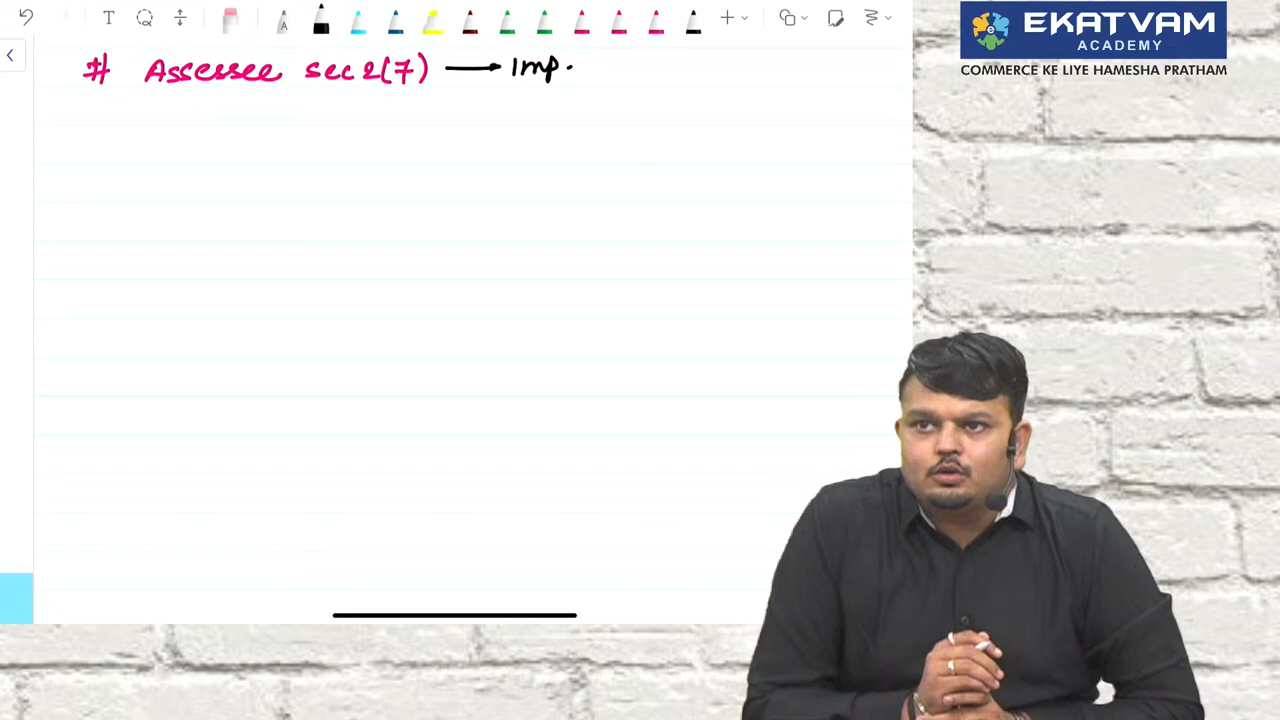 # Assessee sec 2(7) → Imp.
EKATVAM
ACADEMY
COMMERCE KE LIYE HAMESHA PRATHAM
T
A